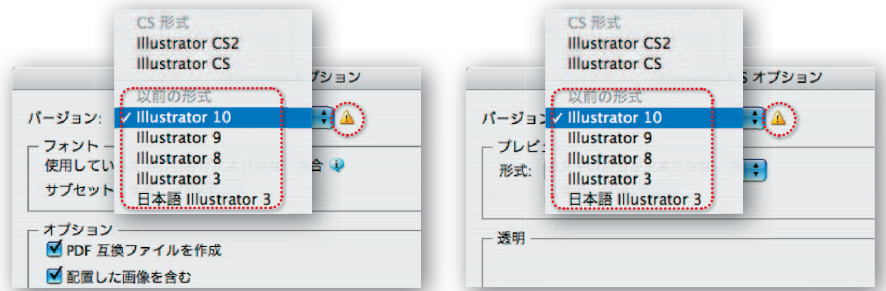 CS 形式
Illustrator CS2
Illustrator CS
プション
以前の形式
バージョン:
✓ Illustrator 10
Illustrator 9
Illustrator 8
Illustrator 3
日本語 Illustrator 3
フォント
使用してい
合
サブセット
オプション
PDF 互換ファイルを作成
配置した画像を含む
CS 形式
Illustrator CS2
Illustrator CS
S オプション
以前の形式
バージョン
✓ Illustrator 10
Illustrator 9
Illustrator 8
Illustrator 3
日本語 Illustrator 3
プレビュ
形式:
透明